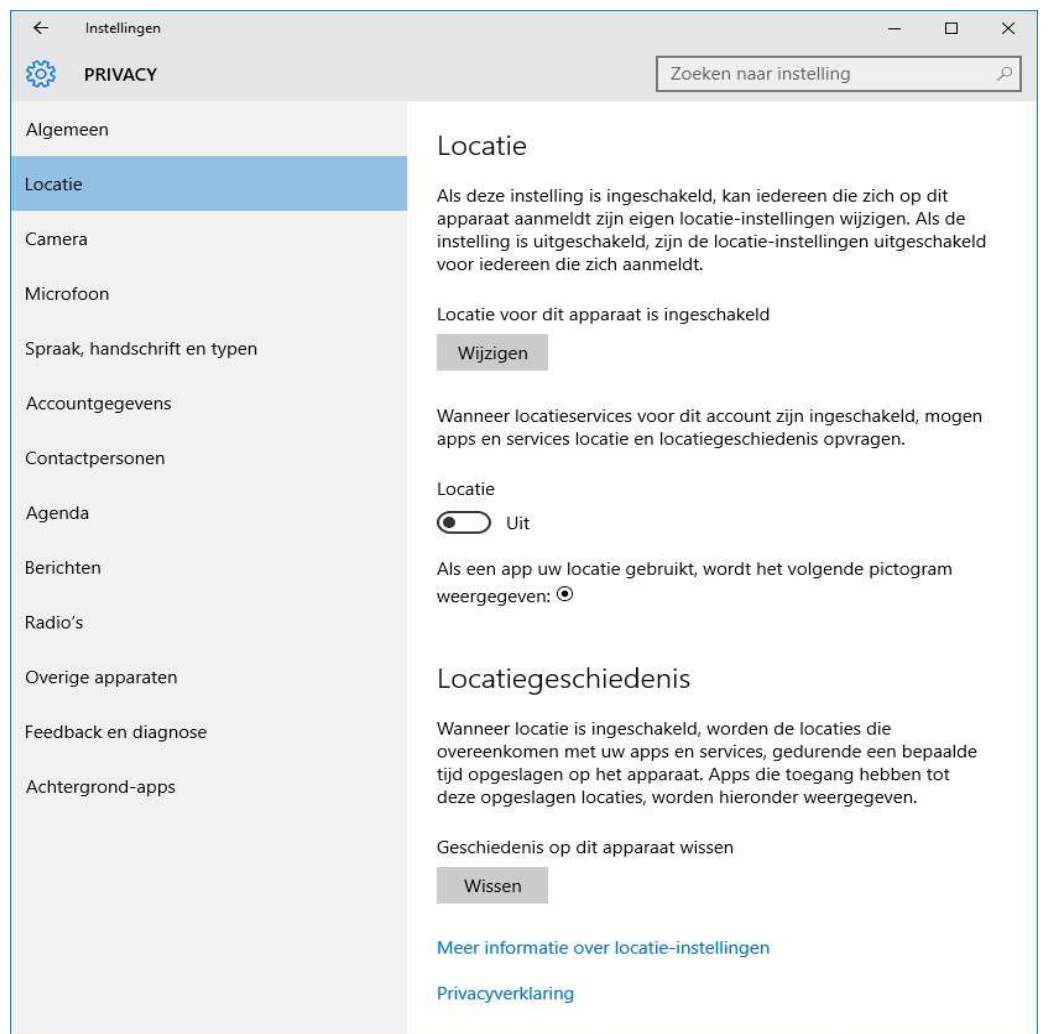 Instellingen
PRIVACY
Zoeken naar instelling
Algemeen
Locatie
Camera
Microfoon
Spraak, handschrift en typen
Accountgegevens
Contactpersonen
Agenda
Berichten
Radio's
Overige apparaten
Feedback en diagnose
Achtergrond-apps
Locatie
Als deze instelling is ingeschakeld, kan iedereen die zich op dit
apparaat aanmeldt zijn eigen locatie-instellingen wijzigen. Als de
instelling is uitgeschakeld, zijn de locatie-instellingen uitgeschakeld
voor iedereen die zich aanmeldt.
Locatie voor dit apparaat is ingeschakeld
Wijzigen
Wanneer locatieservices voor dit account zijn ingeschakeld, mogen
apps en services locatie en locatiegeschiedenis opvragen.
Locatie
Uit
Als een app uw locatie gebruikt, wordt het volgende pictogram
weergegeven:
Locatiegeschiedenis
Wanneer locatie is ingeschakeld, worden de locaties die
overeenkomen met uw apps en services, gedurende een bepaalde
tijd opgeslagen op het apparaat. Apps die toegang hebben tot
deze opgeslagen locaties, worden hieronder weergegeven.
Geschiedenis op dit apparaat wissen
Wissen
Meer informatie over locatie-instellingen
Privacyverklaring